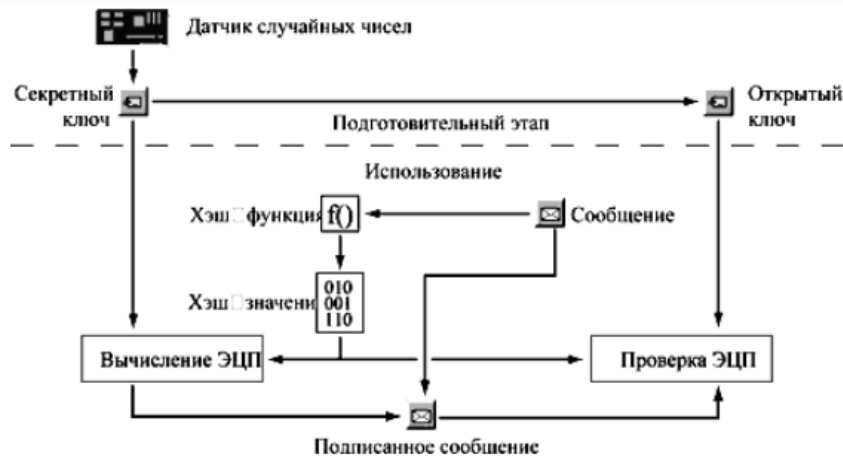 Датчик случайных чисел
Секретный
ключ
Открытый
ключ
Подготовительный этап
Использование
Хэш□функция
f()
Сообщение
Хэш□значени
010
001
110
Вычисление ЭЦП
Проверка ЭЦП
Подписанное сообщение